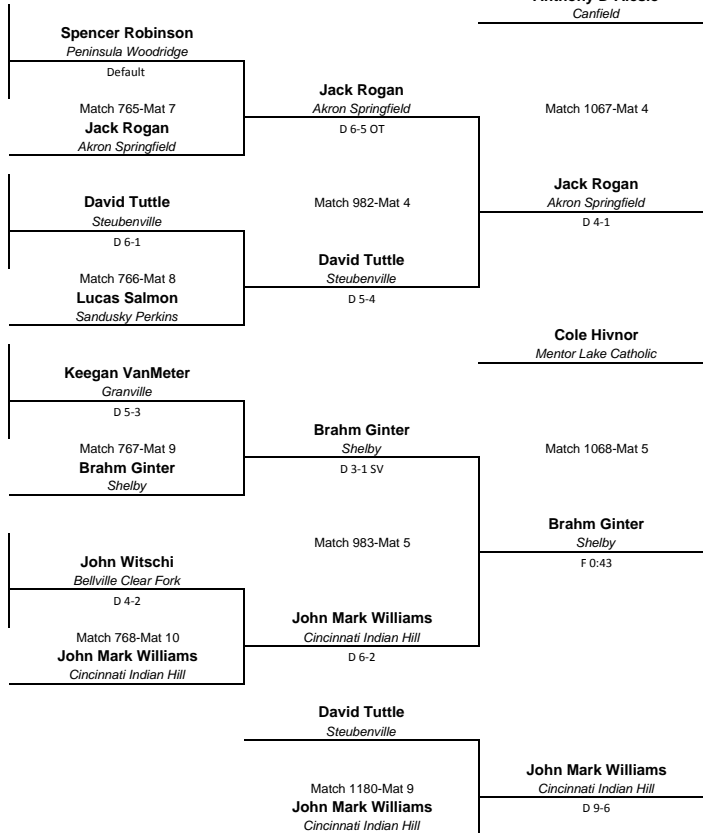 Canfield
Spencer Robinson
Peninsula Woodridge
Default
Match 765-Mat 7
Jack Rogan
Akron Springfield
Jack Rogan
Akron Springfield
D 6-5 OT
Match 1067-Mat 4
David Tuttle
Steubenville
D 6-1
Match 766-Mat 8
Lucas Salmon
Sandusky Perkins
Match 982-Mat 4
David Tuttle
Steubenville
D 5-4
Jack Rogan
Akron Springfield
D 4-1
Cole Hivnor
Mentor Lake Catholic
Keegan VanMeter
Granville
D 5-3
Match 767-Mat 9
Brahm Ginter
Shelby
Brahm Ginter
Shelby
D 3-1 SV
Match 1068-Mat 5
Match 983-Mat 5
Brahm Ginter
Shelby
F 0:43
John Witschi
Bellville Clear Fork
D 4-2
Match 768-Mat 10
John Mark Williams
Cincinnati Indian Hill
John Mark Williams
Cincinnati Indian Hill
D 6-2
David Tuttle
Steubenville
Match 1180-Mat 9
John Mark Williams
Cincinnati Indian Hill
John Mark Williams
Cincinnati Indian Hill
D 9-6